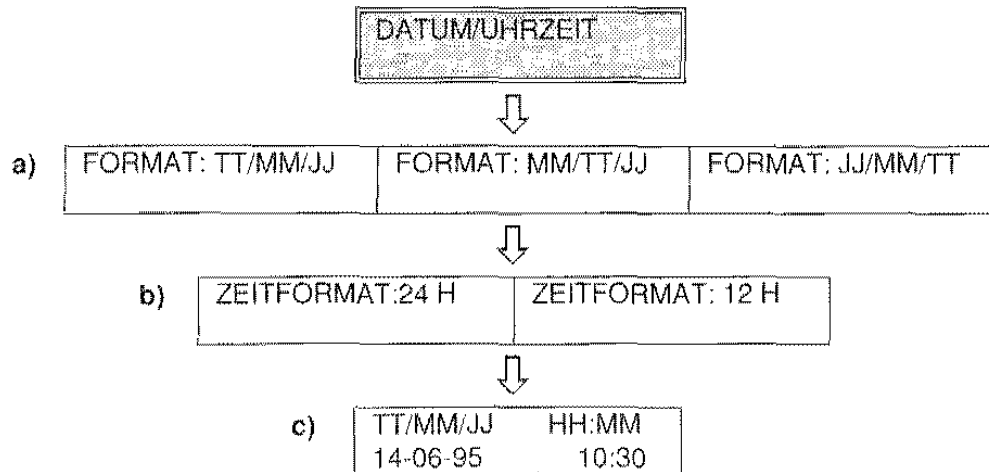 DATUM/UHRZEIT
a) FORMAT: TT/MM/JJ FORMAT: MM/TT/JJ FORMAT: JJ/MM/TT
b) ZEITFORMAT:24 H ZEITFORMAT: 12 H
c) TT/MM/JJ HH:MM
14-06-95 10:30